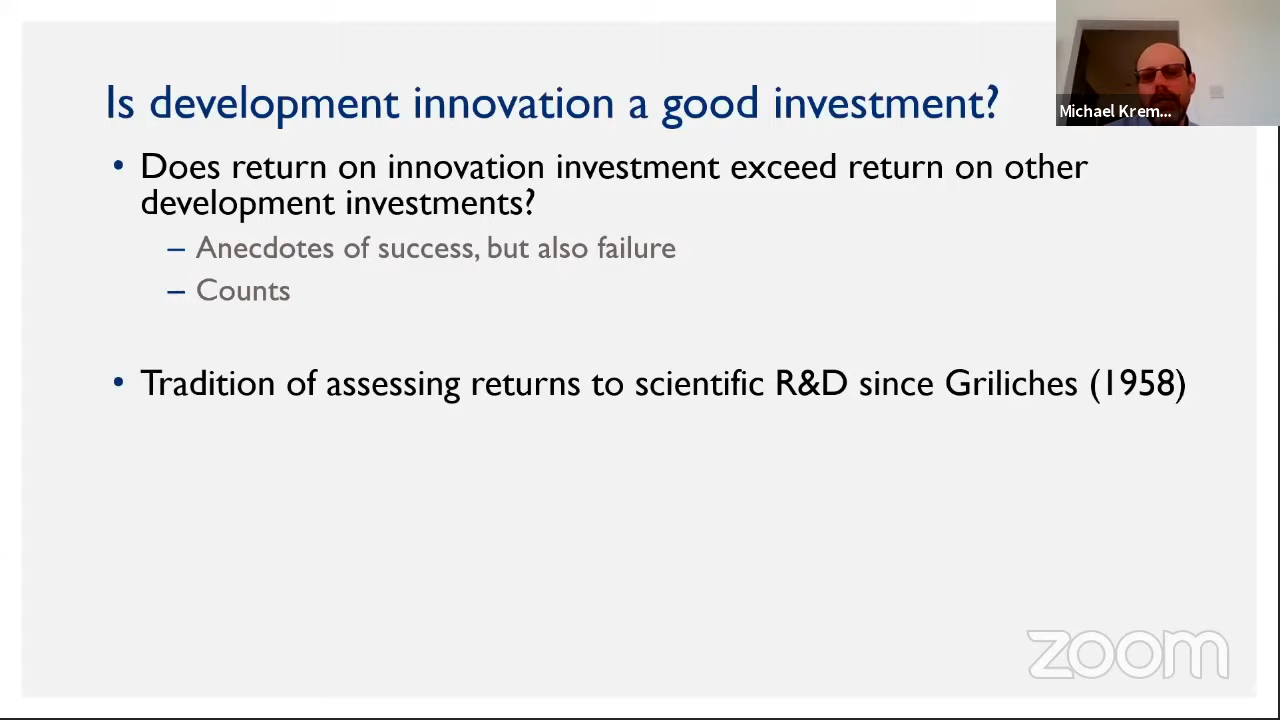 Is development innovation a good investment?
Michael Krem...
• Does return on innovation investment exceed return on other
development investments?
– Anecdotes of success, but also failure
– Counts
• Tradition of assessing returns to scientific R&D since Griliches (1958)
zoom